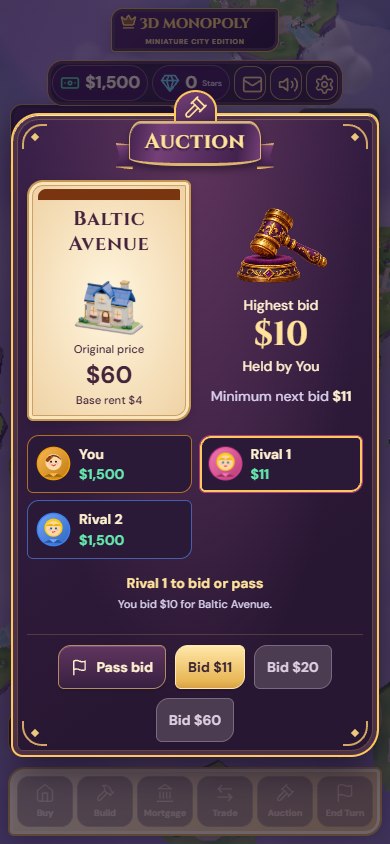 3D MONOPOLY
MINIATURE CITY EDITION
$1,500
0 Stars
AUCTION
BALTIC
AVENUE
Original price
$60
Base rent $4
Highest bid
$10
Held by You
Minimum next bid $11
You
$1,500
Rival 1
$11
Rival 2
$1,500
Rival 1 to bid or pass
You bid $10 for Baltic Avenue.
Pass bid
Bid $11
Bid $20
Bid $60
Buy
Build
Mortgage
Trade
Auction
End Turn